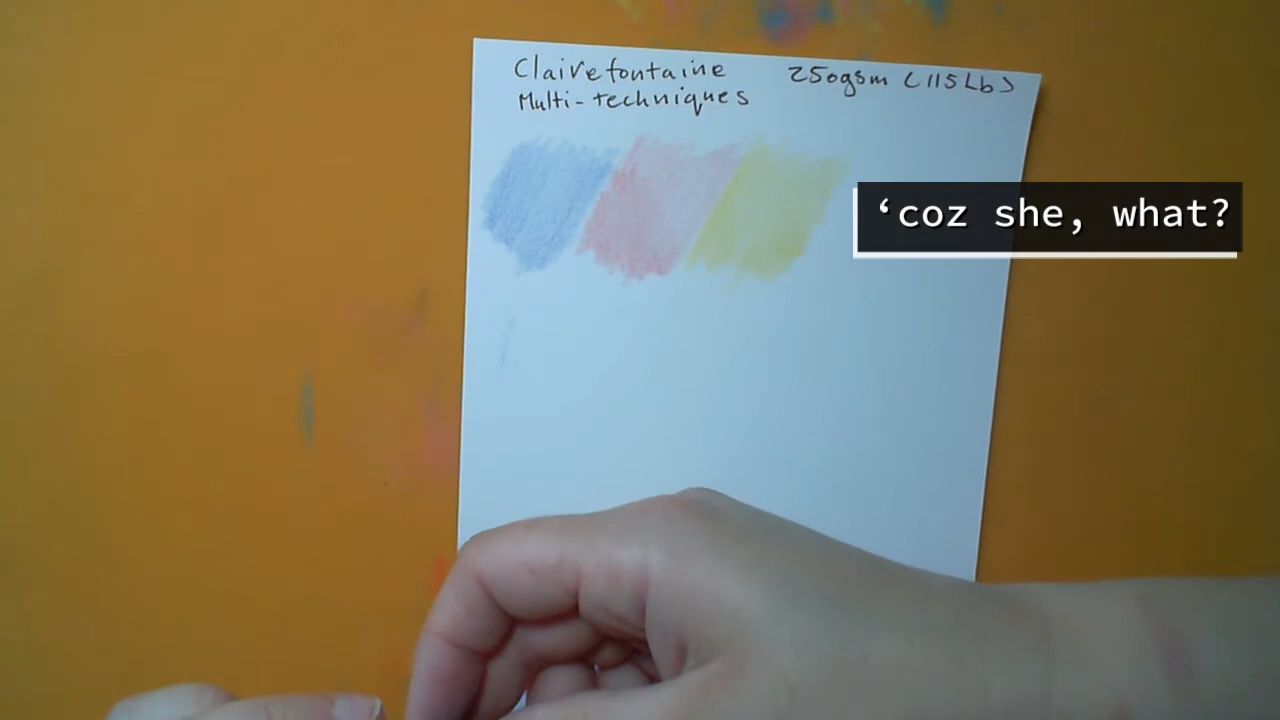 Clairefontaine 250gsm (115Lb)
Multi-techniques
‘coz she, what?